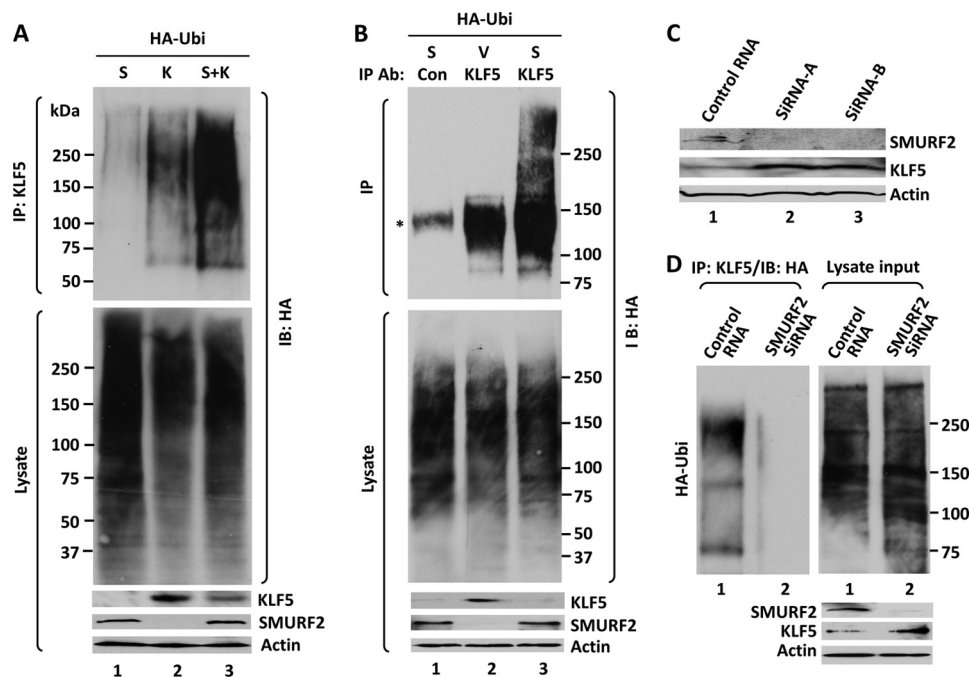 A
HA-Ubi
S K S+K
kDa
250
150
100
75
50
IP: KLF5
250
150
100
75
50
37
Lysate
IB: HA
KLF5
SMURF2
Actin
1 2 3
B
HA-Ubi
S V S
IP Ab: Con KLF5 KLF5
IP
*
250
150
100
75
250
150
100
75
50
37
Lysate
I B: HA
KLF5
SMURF2
Actin
1 2 3
C
Control RNA
SiRNA-A
SiRNA-B
SMURF2
KLF5
Actin
1 2 3
D
IP: KLF5/IB: HA
Lysate input
Control
RNA
SMURF2
SiRNA
Control
RNA
SMURF2
SiRNA
HA-Ubi
250
150
100
75
1 2 1 2
SMURF2
KLF5
Actin